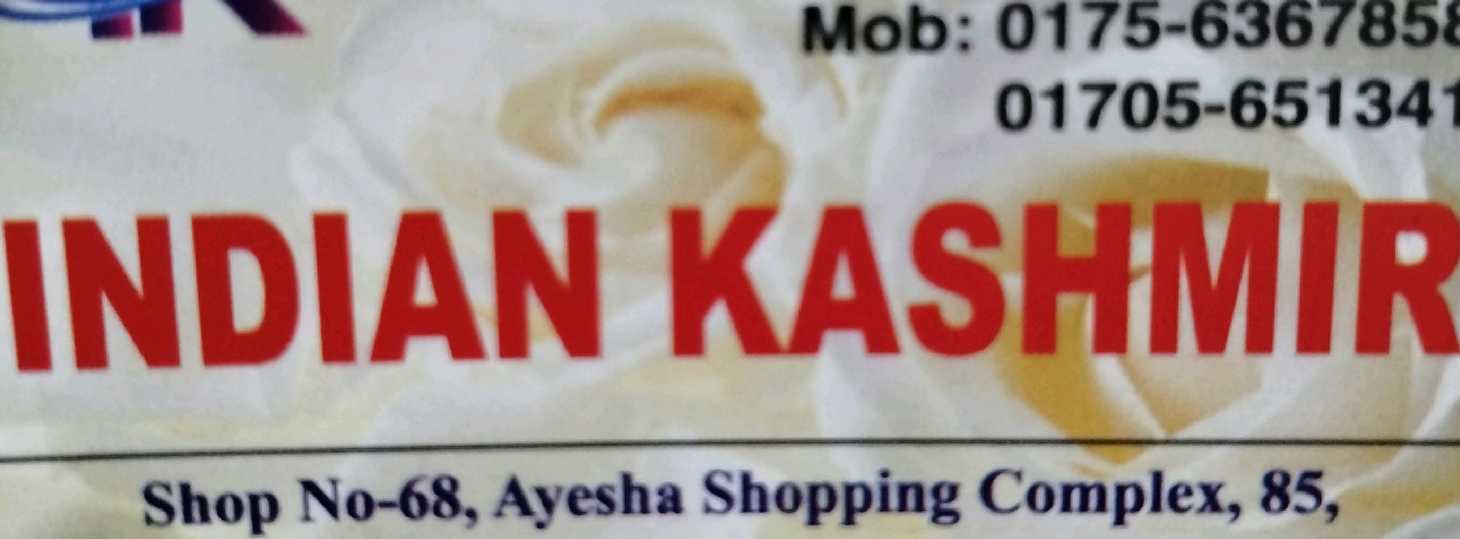 Mob: 0175-6367858
01705-651341
INDIAN KASHMIR
Shop No-68, Ayesha Shopping Complex, 85,